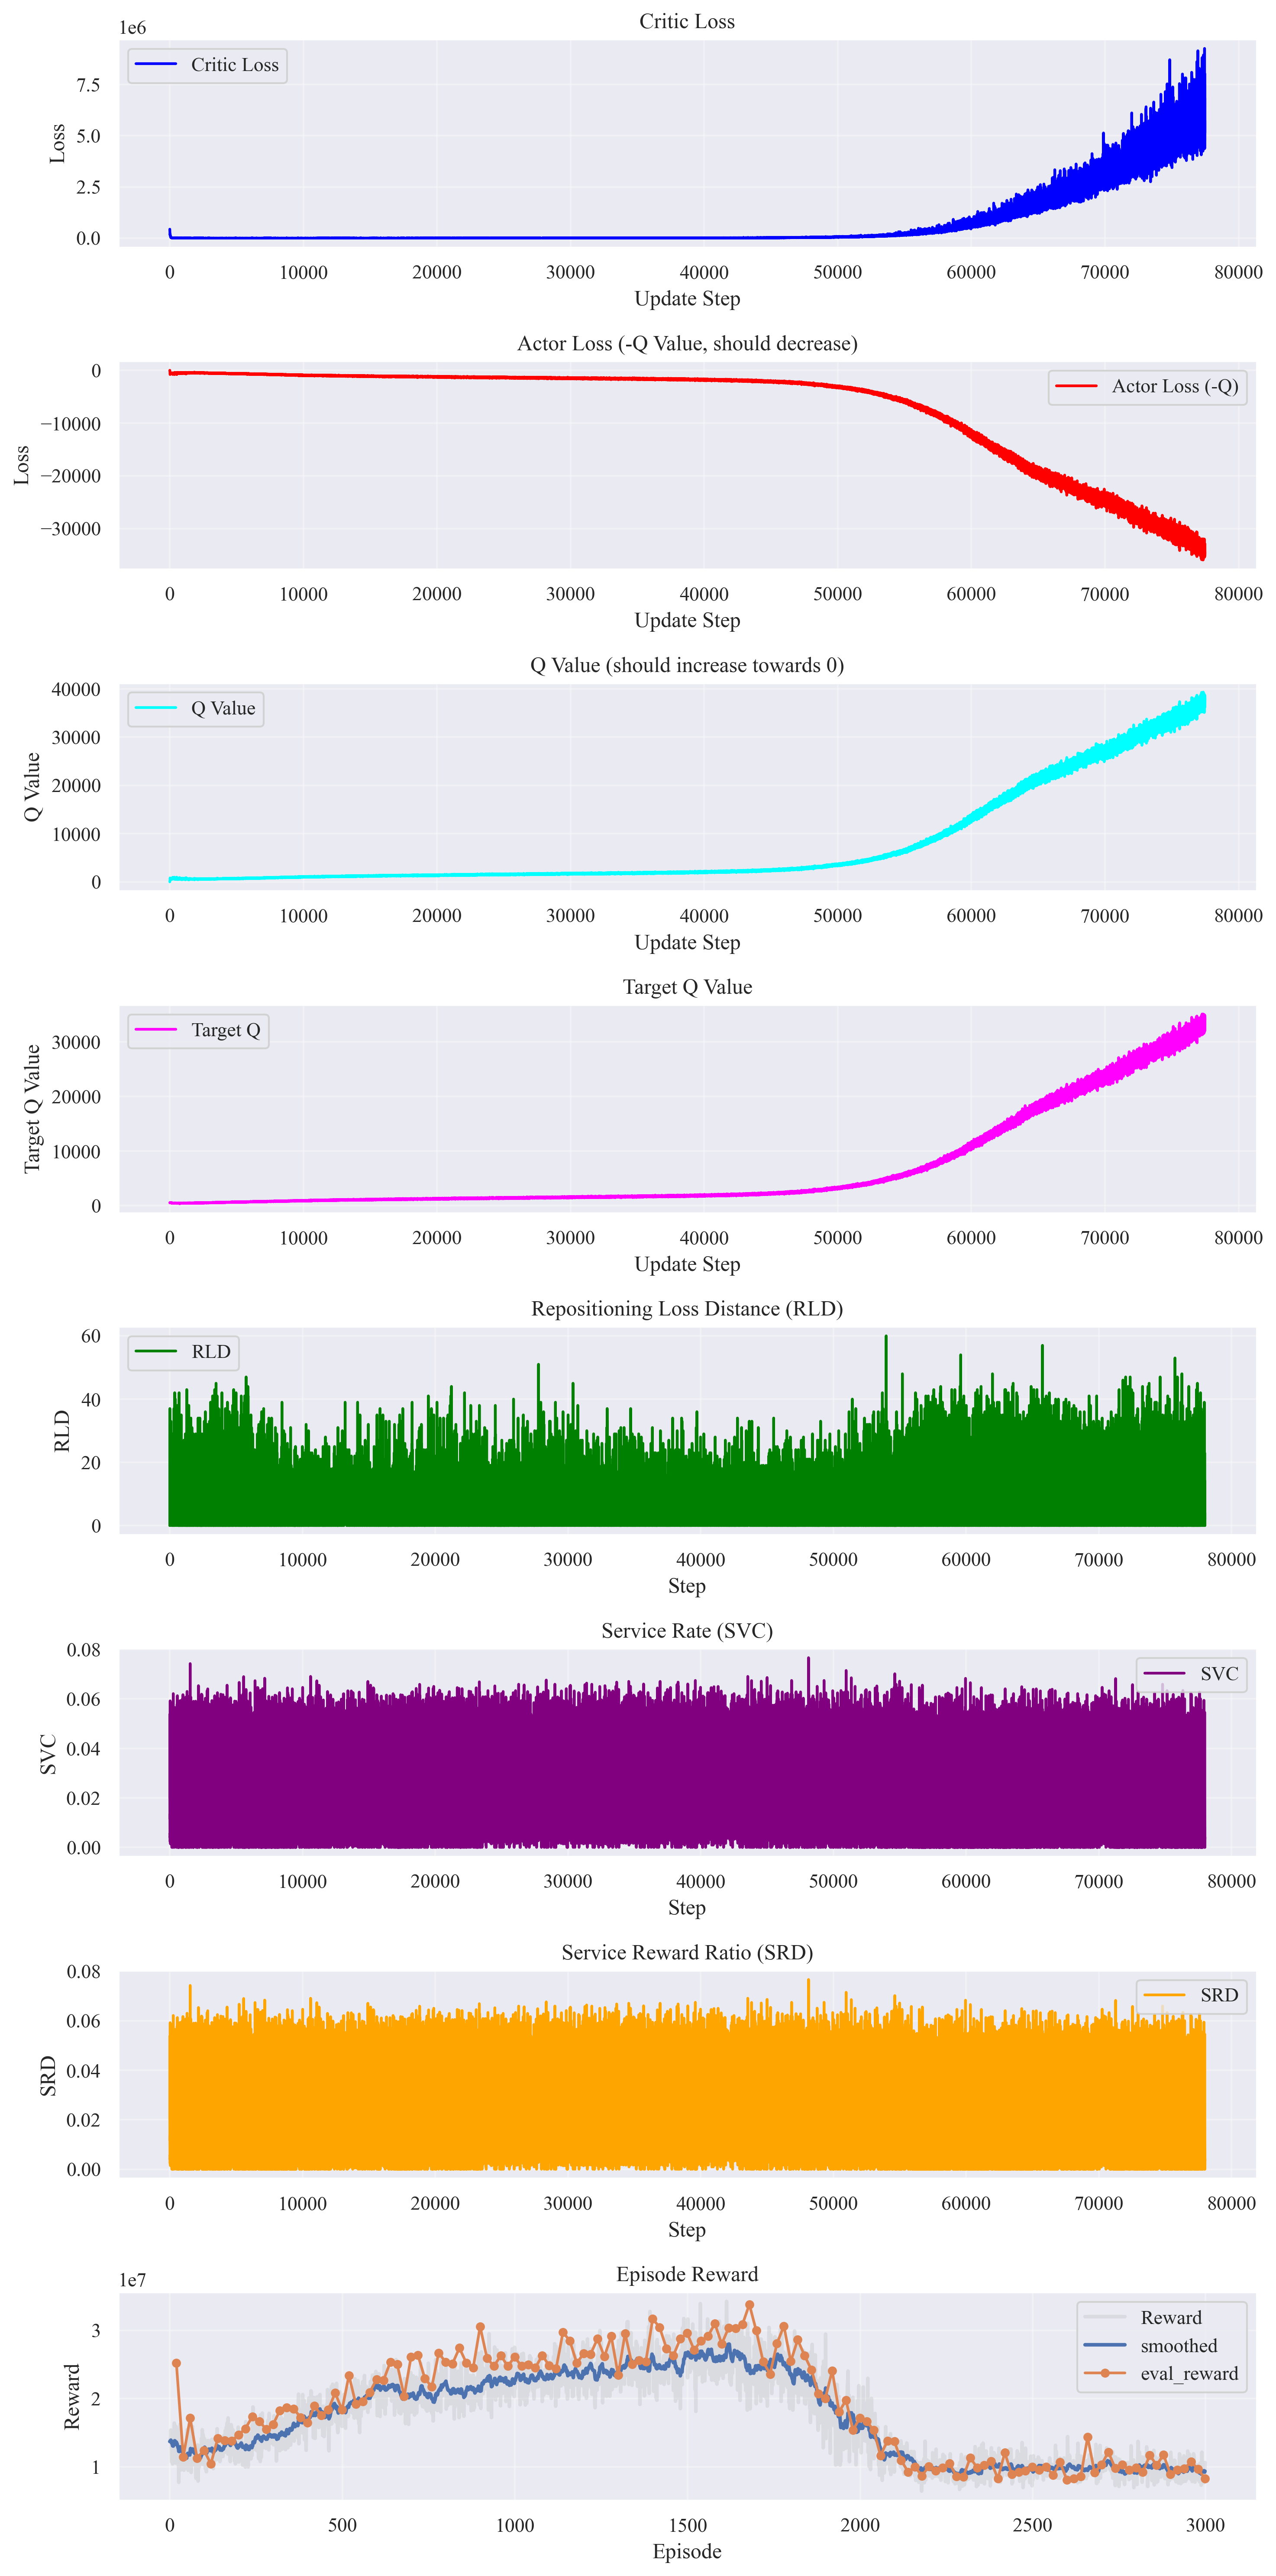 Critic Loss
1e6
Critic Loss
7.5
5.0
2.5
0.0
Loss
0 10000 20000 30000 40000 50000 60000 70000 80000
Update Step
Actor Loss (-Q Value, should decrease)
Actor Loss (-Q)
0
−10000
−20000
−30000
Loss
0 10000 20000 30000 40000 50000 60000 70000 80000
Update Step
Q Value (should increase towards 0)
Q Value
40000
30000
20000
10000
0
Q Value
0 10000 20000 30000 40000 50000 60000 70000 80000
Update Step
Target Q Value
Target Q
30000
20000
10000
0
Target Q Value
0 10000 20000 30000 40000 50000 60000 70000 80000
Update Step
Repositioning Loss Distance (RLD)
RLD
60
40
20
0
RLD
0 10000 20000 30000 40000 50000 60000 70000 80000
Step
Service Rate (SVC)
SVC
0.08
0.06
0.04
0.02
0.00
SVC
0 10000 20000 30000 40000 50000 60000 70000 80000
Step
Service Reward Ratio (SRD)
SRD
0.08
0.06
0.04
0.02
0.00
SRD
0 10000 20000 30000 40000 50000 60000 70000 80000
Step
Episode Reward
1e7
Reward
smoothed
eval_reward
3
2
1
Reward
0 500 1000 1500 2000 2500 3000
Episode